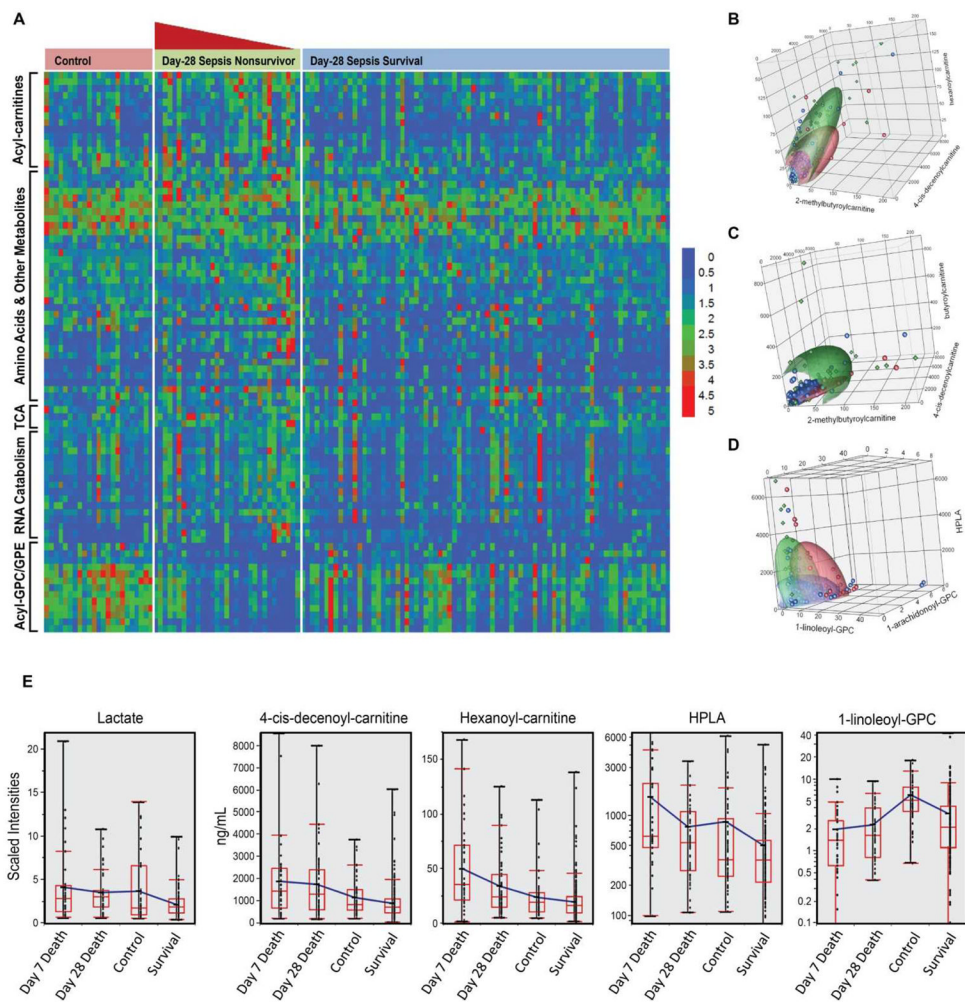 A
Control
Day-28 Sepsis Nonsurvivor
Day-28 Sepsis Survival
Acyl-carnitines
Amino Acids & Other Metabolites
TCA
RNA Catabolism
Acyl-GPC/GPE
0
0.5
1
1.5
2
2.5
3
3.5
4
4.5
5
B
hexanoylcarnitine
4-cis-decenoylcarnitine
2-methylbutyroylcarnitine
C
butyroylcarnitine
4-cis-decenoylcarnitine
2-methylbutyroylcarnitine
D
HPLA
1-arachidonoyl-GPC
1-linoleoyl-GPC
E
Lactate
Scaled Intensities
20
15
10
5
0
Day 7 Death
Day 28 Death
Control
Survival
4-cis-decenoyl-carnitine
ng/mL
8000
7000
6000
5000
4000
3000
2000
1000
0
Day 7 Death
Day 28 Death
Control
Survival
Hexanoyl-carnitine
150
100
50
0
Day 7 Death
Day 28 Death
Control
Survival
HPLA
6000
3000
1000
500
200
100
Day 7 Death
Day 28 Death
Control
Survival
1-linoleoyl-GPC
40
20
10
5
1
0.1
Day 7 Death
Day 28 Death
Control
Survival